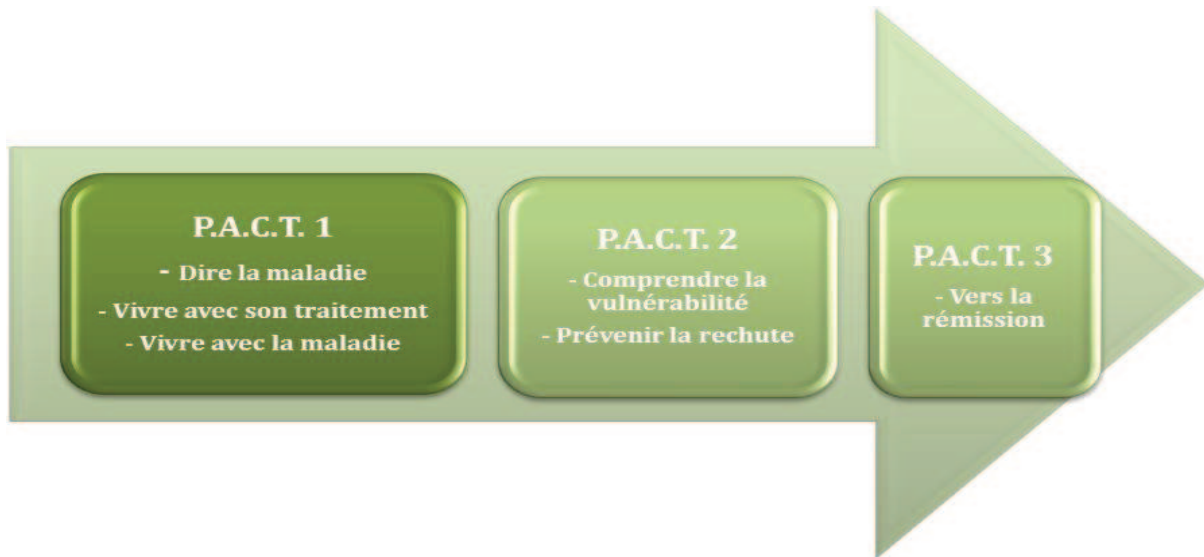 P.A.C.T. 1
- Dire la maladie
- Vivre avec son traitement
- Vivre avec la maladie
P.A.C.T. 2
- Comprendre la
vulnérabilité
- Prévenir la rechute
P.A.C.T. 3
- Vers la
rémission